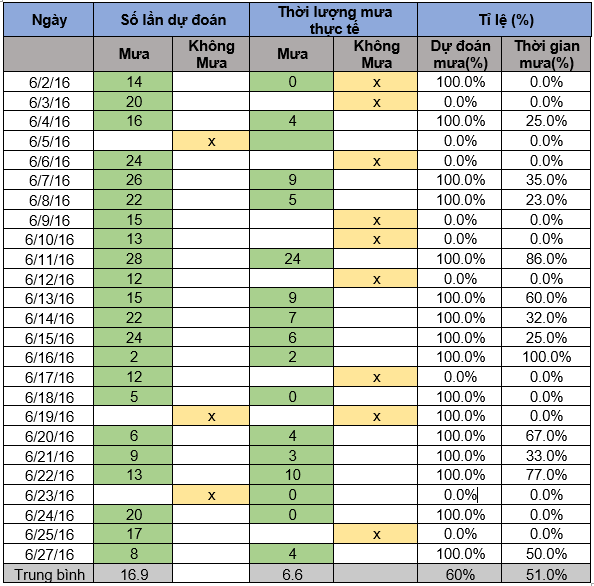 Ngày Số lần dự đoán Thời lượng mưa thực tế Tỉ lệ (%)
Mưa Không Mưa Mưa Không Mưa Dự đoán mưa(%) Thời gian mưa(%)
6/2/16 14 0 x 100.0% 0.0%
6/3/16 20 x 0.0% 0.0%
6/4/16 16 4 100.0% 25.0%
6/5/16 x 0.0% 0.0%
6/6/16 24 x 0.0% 0.0%
6/7/16 26 9 100.0% 35.0%
6/8/16 22 5 100.0% 23.0%
6/9/16 15 x 0.0% 0.0%
6/10/16 13 x 0.0% 0.0%
6/11/16 28 24 100.0% 86.0%
6/12/16 12 x 0.0% 0.0%
6/13/16 15 9 100.0% 60.0%
6/14/16 22 7 100.0% 32.0%
6/15/16 24 6 100.0% 25.0%
6/16/16 2 2 100.0% 100.0%
6/17/16 12 x 0.0% 0.0%
6/18/16 5 0 100.0% 0.0%
6/19/16 x x 100.0% 0.0%
6/20/16 6 4 100.0% 67.0%
6/21/16 9 3 100.0% 33.0%
6/22/16 13 10 100.0% 77.0%
6/23/16 x 0 0.0% 0.0%
6/24/16 20 0 100.0% 0.0%
6/25/16 17 x 0.0% 0.0%
6/27/16 8 4 100.0% 50.0%
Trung bình 16.9 6.6 60% 51.0%